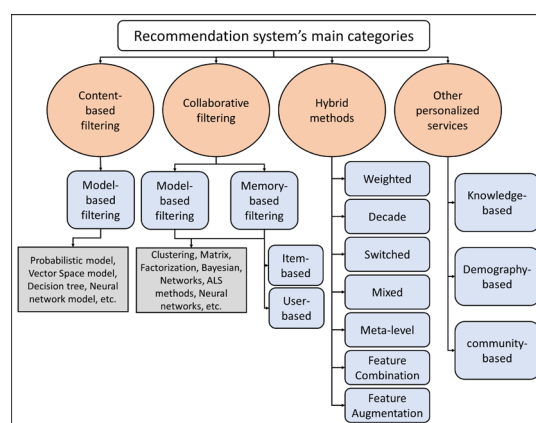 Recommendation system's main categories
Content-
based
filtering
Collaborative
filtering
Hybrid
methods
Other
personalized
services
Model-
based
filtering
Model-
based
filtering
Memory-
based
filtering
Probabilistic model,
Vector Space model,
Decision tree, Neural
network model, etc.
Clustering, Matrix,
Factorization, Bayesian,
Networks, ALS
methods, Neural
networks, etc.
Item-
based
User-
based
Weighted
Decade
Switched
Mixed
Meta-level
Feature
Combination
Feature
Augmentation
Knowledge-
based
Demography-
based
community-
based